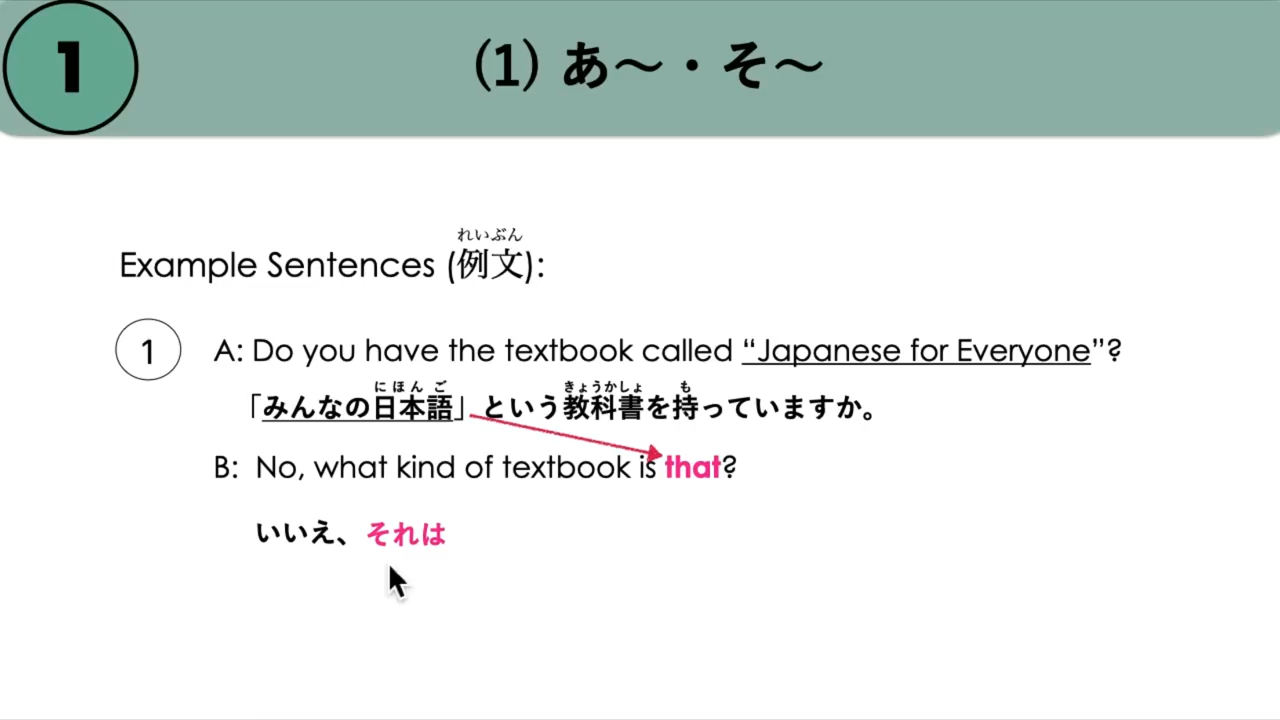 1
(1) あ〜・そ〜
れいぶん
Example Sentences (例文):
1
A: Do you have the textbook called “Japanese for Everyone”?
にほんご きょうかしょ も
「みんなの日本語」という教科書を持っていますか。
B: No, what kind of textbook is that?
いいえ、それは